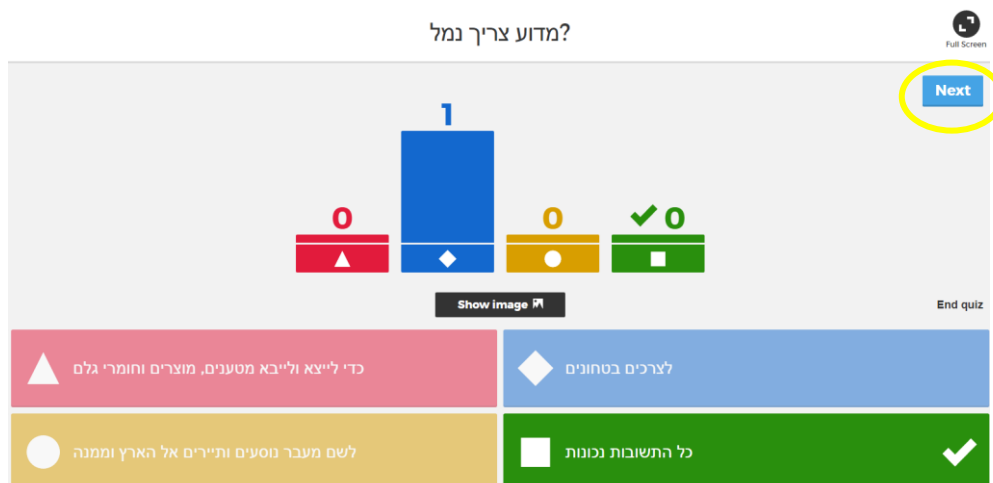 מדוע צריך נמל?
Full Screen
Next
1
0
0
0
Show image
End quiz
כדי לייצא ולייבא מטענים, מוצרים וחומרי גלם
לצרכים בטחונים
לשם מעבר נוסעים ותיירים אל הארץ וממנה
כל התשובות נכונות